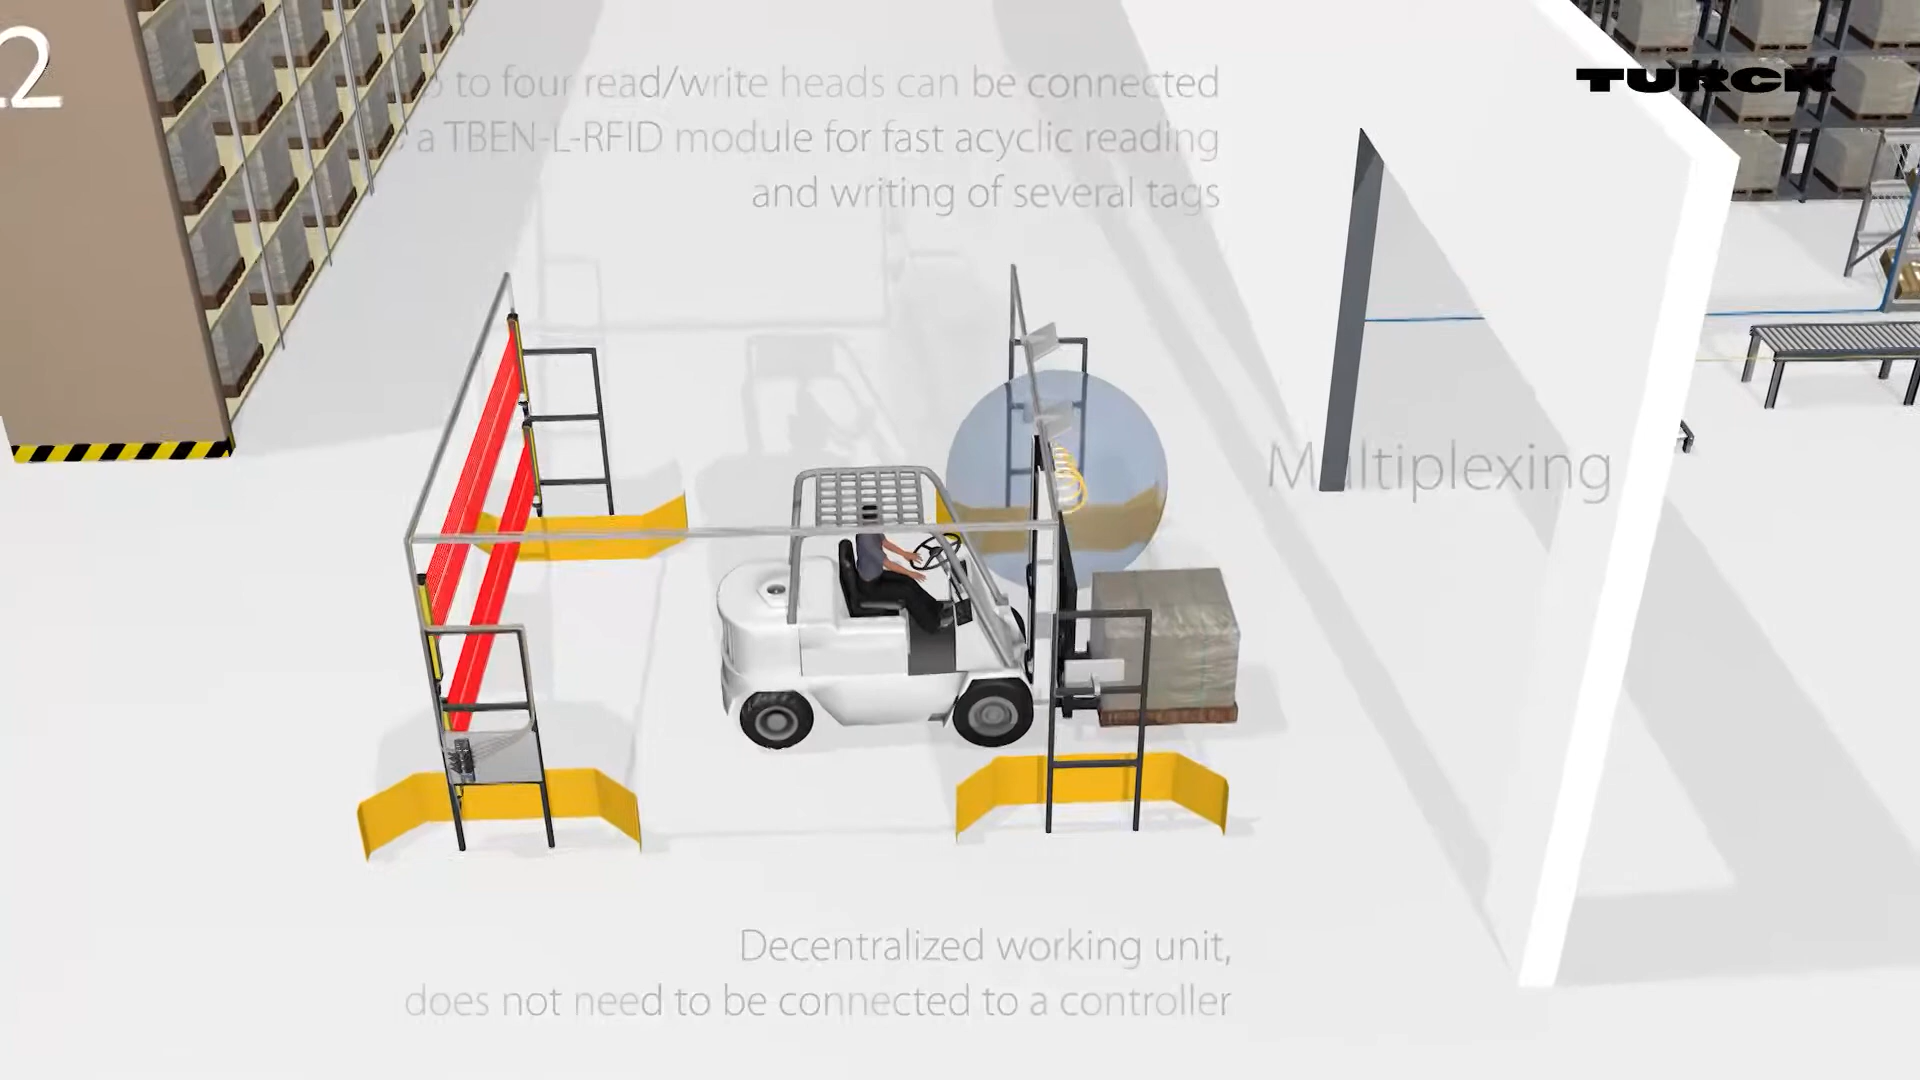 2
TURCK
to four read/write heads can be connected
a TBEN-L-RFID module for fast acyclic reading
and writing of several tags
Multiplexing
Decentralized working unit,
does not need to be connected to a controller